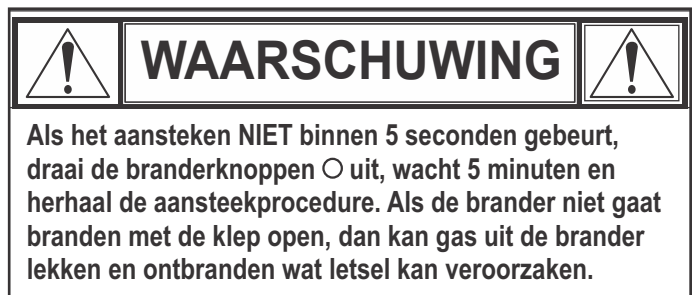 WAARSCHUWING
Als het aansteken NIET binnen 5 seconden gebeurt,
draai de branderknoppen O uit, wacht 5 minuten en
herhaal de aansteekprocedure. Als de brander niet gaat
branden met de klep open, dan kan gas uit de brander
lekken en ontbranden wat letsel kan veroorzaken.